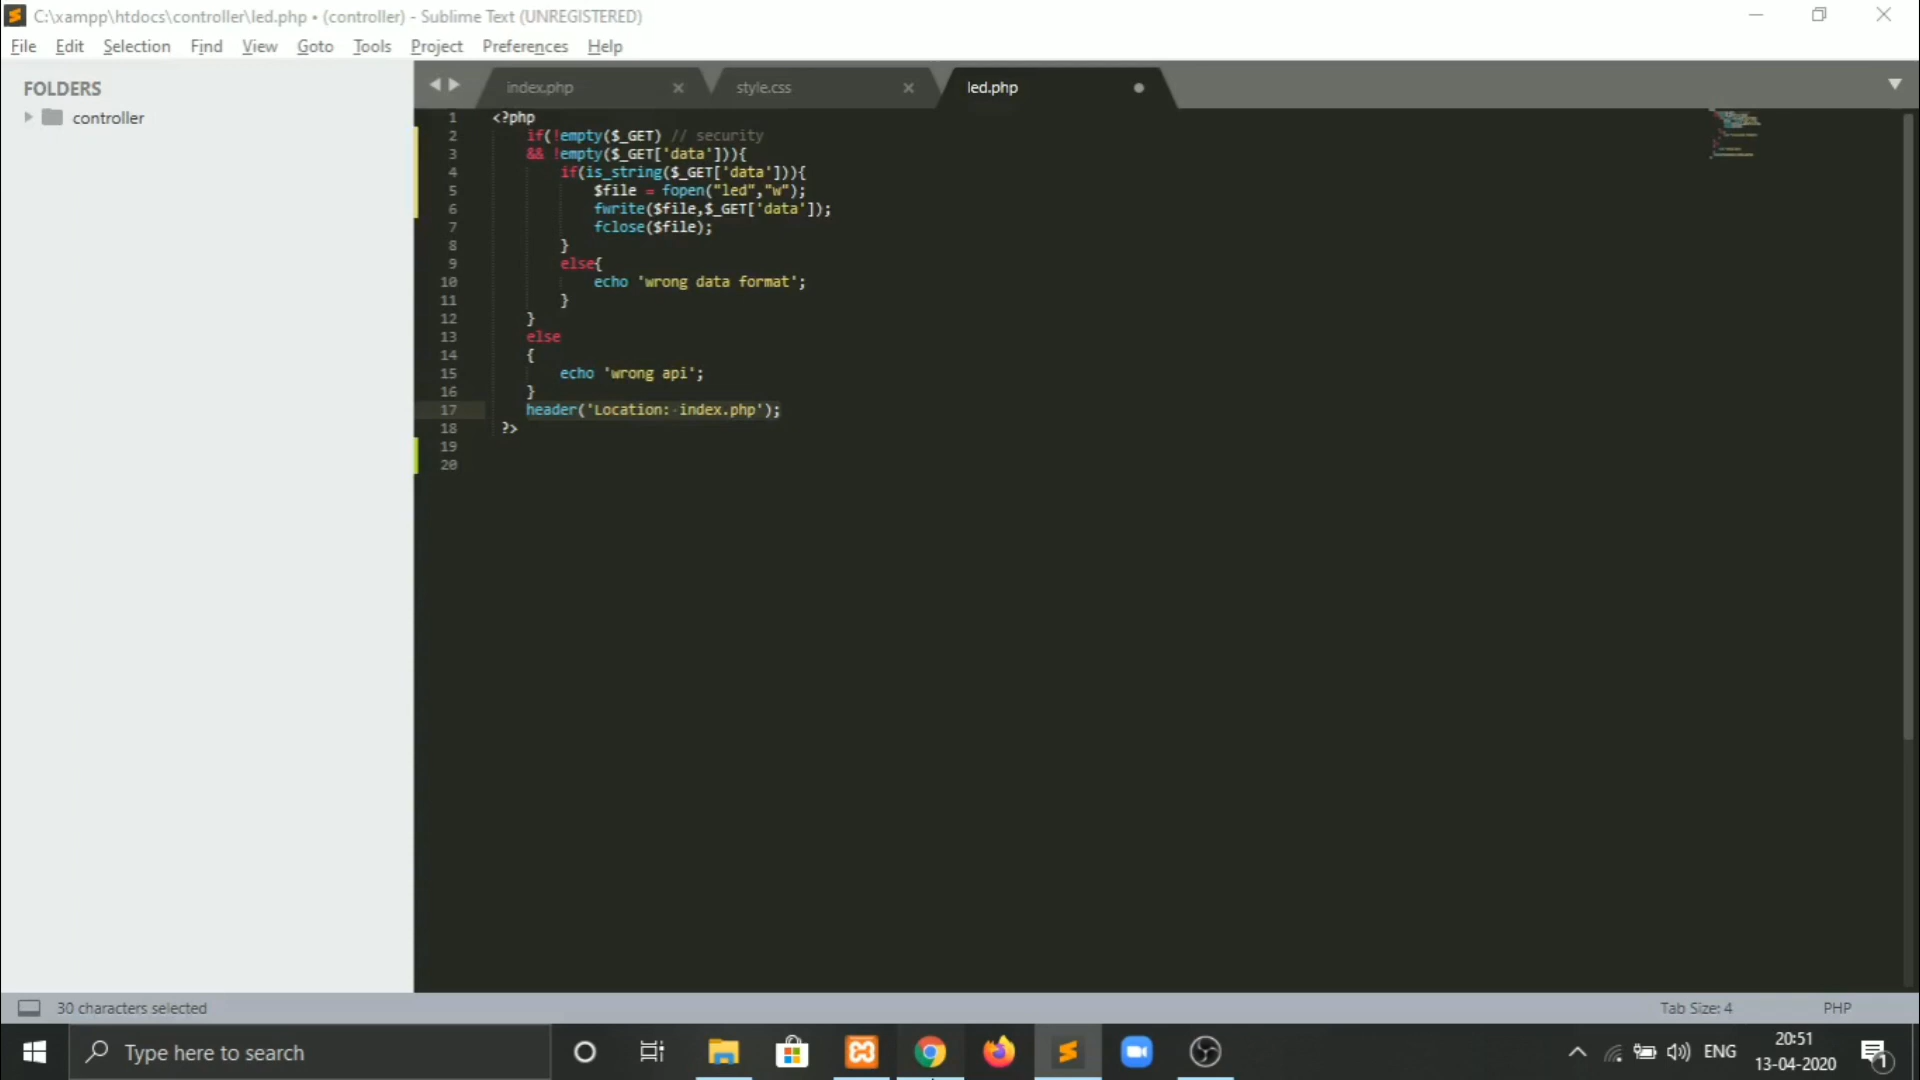 C:\xampp\htdocs\controller\led.php • (controller) - Sublime Text (UNREGISTERED)
File Edit Selection Find View Goto Tools Project Preferences Help
FOLDERS
controller
index.php
style.css
led.php
1 <?php
2 if(!empty($_GET) // security
3 && !empty($_GET['data'])){
4 if(is_string($_GET['data'])){
5 $file = fopen("led","w");
6 fwrite($file,$_GET['data']);
7 fclose($file);
8 }
9 else{
10 echo 'wrong data format';
11 }
12 }
13 else
14 {
15 echo 'wrong api';
16 }
17 header('Location: index.php');
18 ?>
19
20
30 characters selected
Tab Size: 4
PHP
Type here to search
ENG
20:51
13-04-2020
1